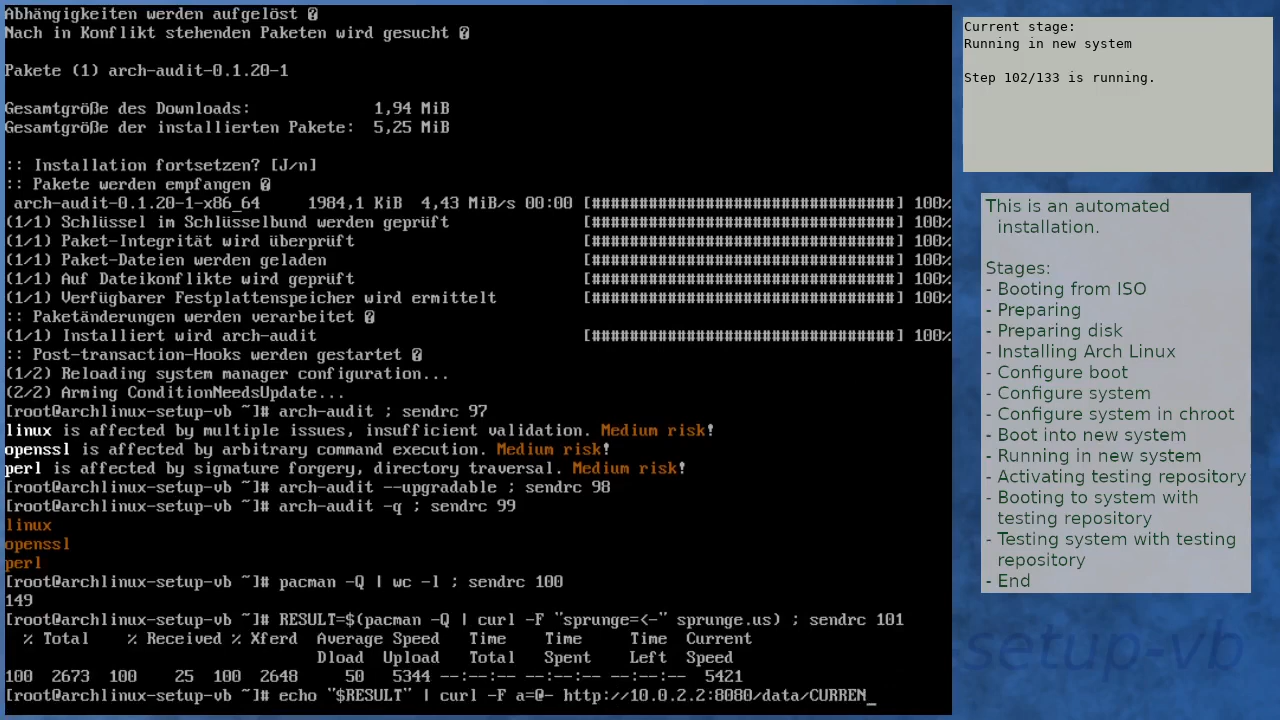 Abhängigkeiten werden aufgelöst �
Nach in Konflikt stehenden Paketen wird gesucht �
Pakete (1) arch-audit-0.1.20-1
Gesamtgröße des Downloads: 1,94 MiB
Gesamtgröße der installierten Pakete: 5,25 MiB
:: Installation fortsetzen? [J/n]
:: Pakete werden empfangen �
arch-audit-0.1.20-1-x86_64 1984,1 KiB 4,43 MiB/s 00:00 [################################] 100%
(1/1) Schlüssel im Schlüsselbund werden geprüft [################################] 100%
(1/1) Paket-Integrität wird überprüft [################################] 100%
(1/1) Paket-Dateien werden geladen [################################] 100%
(1/1) Auf Dateikonflikte wird geprüft [################################] 100%
(1/1) Verfügbarer Festplattenspeicher wird ermittelt [################################] 100%
:: Paketänderungen werden verarbeitet �
(1/1) Installiert wird arch-audit [################################] 100%
:: Post-transaction-Hooks werden gestartet �
(1/2) Reloading system manager configuration...
(2/2) Arming ConditionNeedsUpdate...
[root@archlinux-setup-vb ~]# arch-audit ; sendrc 97
linux is affected by multiple issues, insufficient validation. Medium risk!
openssl is affected by arbitrary command execution. Medium risk!
perl is affected by signature forgery, directory traversal. Medium risk!
[root@archlinux-setup-vb ~]# arch-audit --upgradable ; sendrc 98
[root@archlinux-setup-vb ~]# arch-audit -q ; sendrc 99
linux
openssl
perl
[root@archlinux-setup-vb ~]# pacman -Q | wc -l ; sendrc 100
149
[root@archlinux-setup-vb ~]# RESULT=$(pacman -Q | curl -F "sprunge=<-" sprunge.us) ; sendrc 101
% Total % Received % Xferd Average Speed Time Time Time Current
Dload Upload Total Spent Left Speed
100 2673 100 25 100 2648 50 5344 --:--:-- --:--:-- --:--:-- 5421
[root@archlinux-setup-vb ~]# echo "$RESULT" | curl -F a=@- http://10.0.2.2:8080/data/CURREN_
Current stage:
Running in new system
Step 102/133 is running.
This is an automated
installation.
Stages:
- Booting from ISO
- Preparing
- Preparing disk
- Installing Arch Linux
- Configure boot
- Configure system
- Configure system in chroot
- Boot into new system
- Running in new system
- Activating testing repository
- Booting to system with
testing repository
- Testing system with testing
repository
- End
-setup-vb